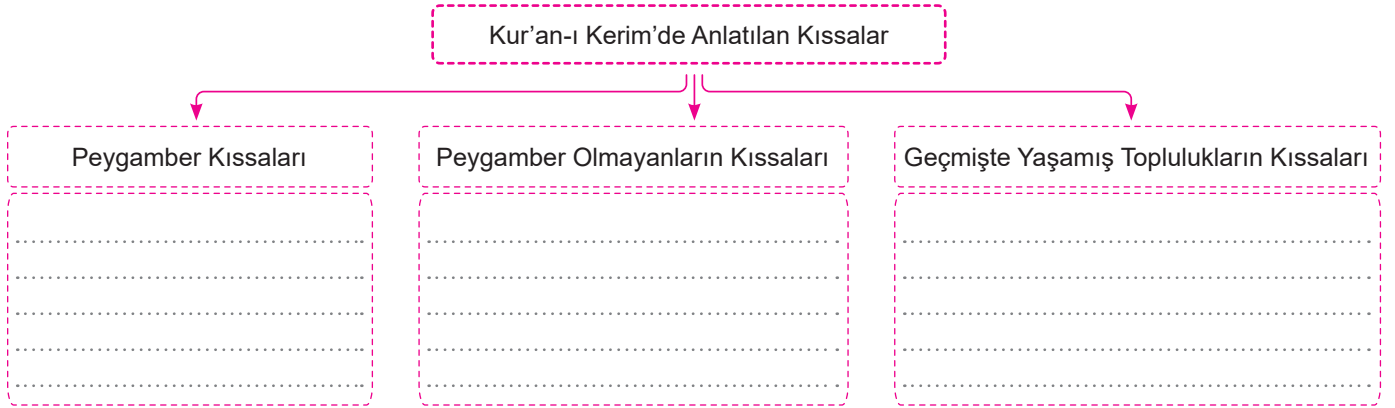 Kur’an-ı Kerim’de Anlatılan Kıssalar
Peygamber Kıssaları
Peygamber Olmayanların Kıssaları
Geçmişte Yaşamış Toplulukların Kıssaları